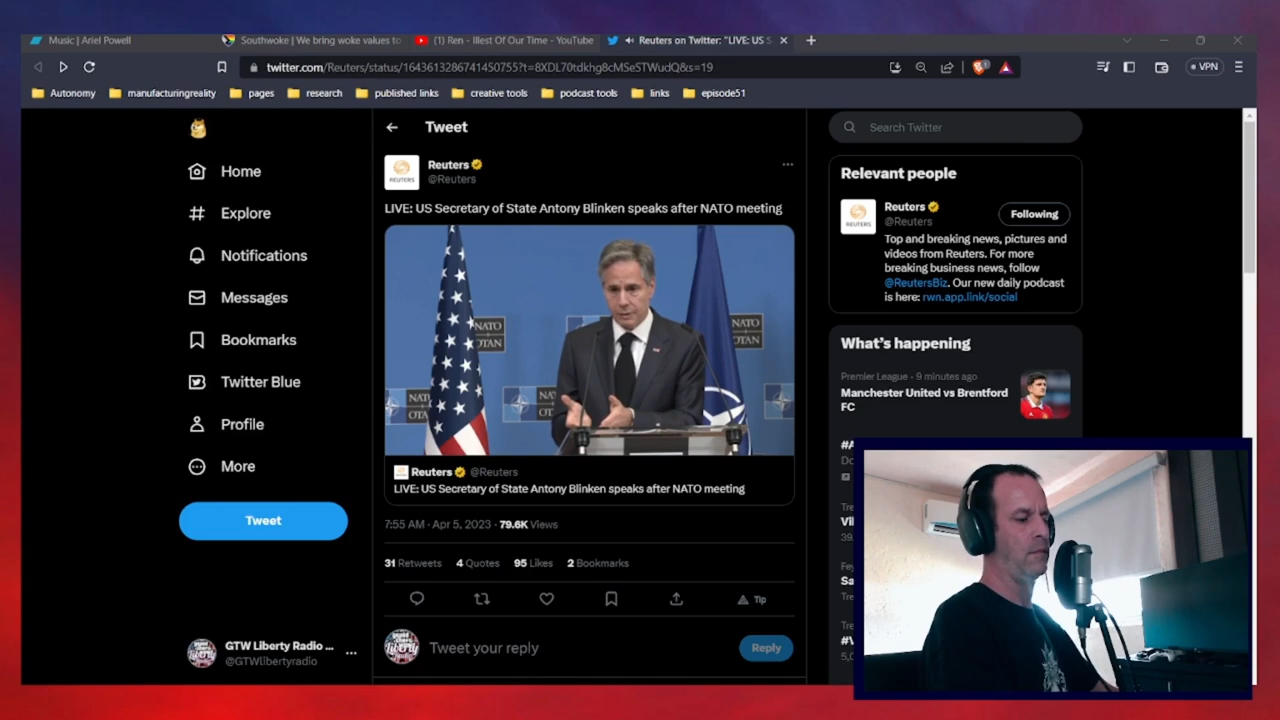 Music | Ariel Powell
Southwoke | We bring woke values to
(1) Ren - Illest Of Our Time - YouTube
Reuters on Twitter: "LIVE: US S
twitter.com/Reuters/status/1643613286741450755?t=8XDL70tdkhg8cMSeSTWudQ&s=19
VPN
Autonomy
manufacturingreality
pages
research
published links
creative tools
podcast tools
links
episode51
Home
Explore
Notifications
Messages
Bookmarks
Twitter Blue
Profile
More
Tweet
GTW Liberty Radio ...
@GTWlibertyradio
Tweet
REUTERS
Reuters
@Reuters
LIVE: US Secretary of State Antony Blinken speaks after NATO meeting
NATO
OTAN
NATO
OTAN
Reuters @Reuters
LIVE: US Secretary of State Antony Blinken speaks after NATO meeting
7:55 AM · Apr 5, 2023 · 79.6K Views
31 Retweets 4 Quotes 95 Likes 2 Bookmarks
Tip
Tweet your reply
Reply
Search Twitter
Relevant people
REUTERS
Reuters
@Reuters
Following
Top and breaking news, pictures and
videos from Reuters. For more
breaking business news, follow
@ReutersBiz. Our new daily podcast
is here: rwn.app.link/social
What's happening
Premier League · 9 minutes ago
Manchester United vs Brentford
FC